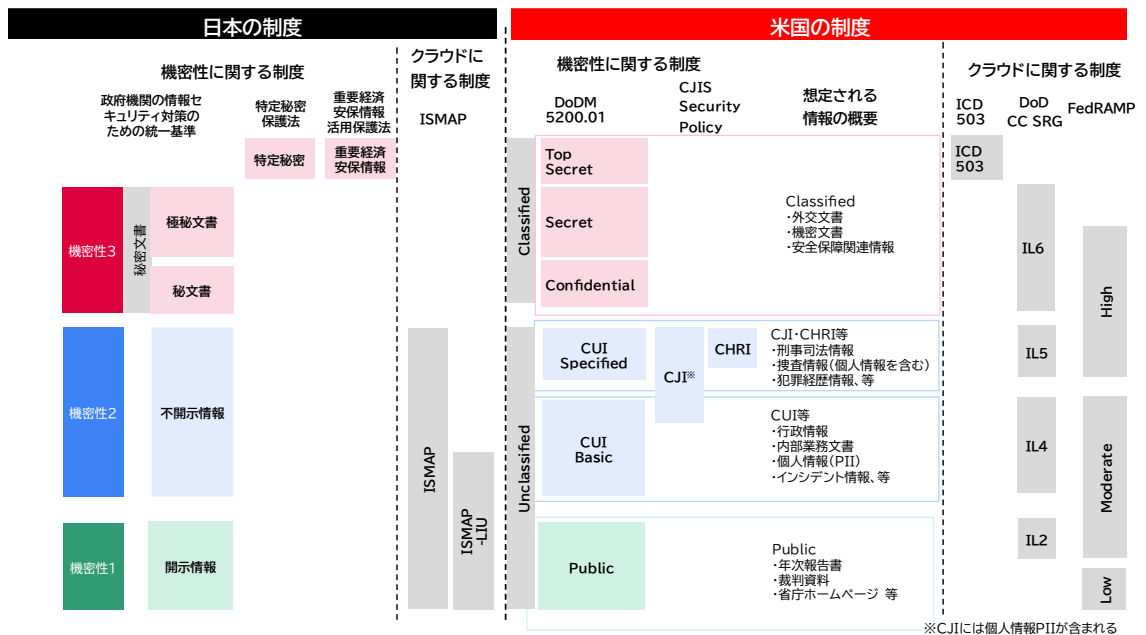 日本の制度
米国の制度
機密性に関する制度
クラウドに
関する制度
機密性に関する制度
クラウドに関する制度
政府機関の情報セ
キュリティ対策の
ための統一基準
特定秘密
保護法
重要経済
安保情報
活用保護法
ISMAP
DoDM
5200.01
CJIS
Security
Policy
想定される
情報の概要
ICD
503
DoD
CC SRG
FedRAMP
特定秘密
重要経済
安保情報
機密性3
秘密文書
極秘文書
秘文書
機密性2
不開示情報
機密性1
開示情報
ISMAP
ISMAP
-LIU
Classified
Top
Secret
Secret
Confidential
Classified
・外交文書
・機密文書
・安全保障関連情報
Unclassified
CUI
Specified
CJI※
CHRI
CJI・CHRI等
・刑事司法情報
・捜査情報(個人情報を含む)
・犯罪経歴情報、等
CUI
Basic
CUI等
・行政情報
・内部業務文書
・個人情報(PII)
・インシデント情報、等
Public
Public
・年次報告書
・裁判資料
・省庁ホームページ 等
ICD
503
IL6
IL5
IL4
IL2
High
Moderate
Low
※CJIには個人情報PIIが含まれる